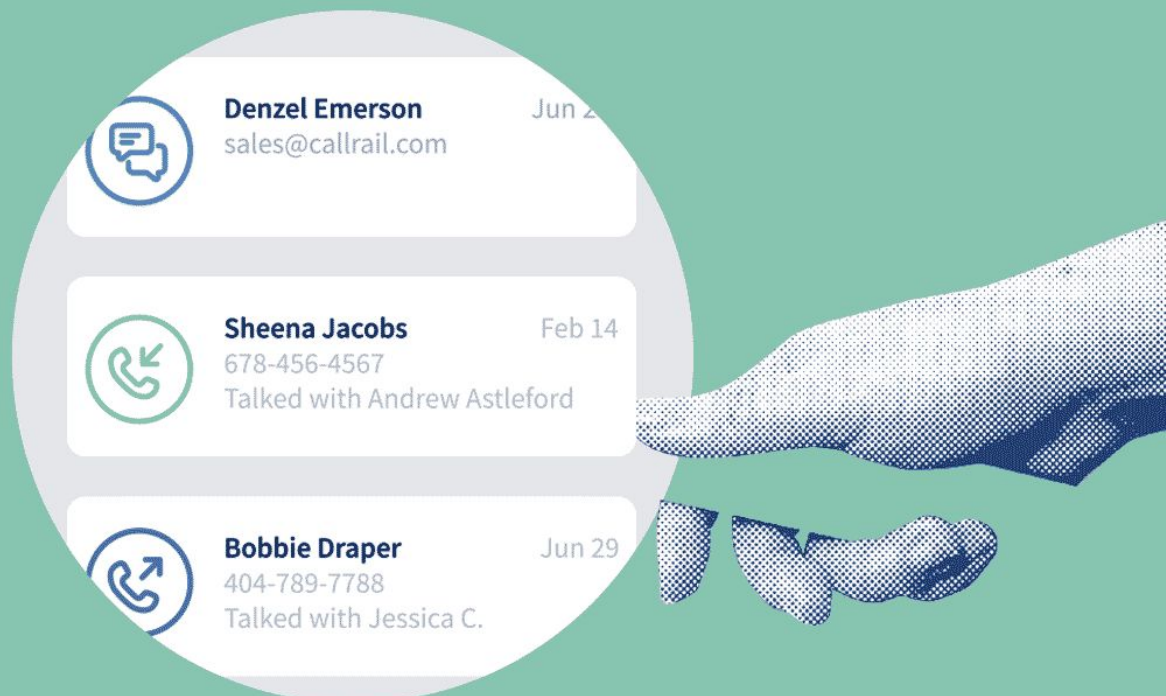 Denzel Emerson
Jun
sales@callrail.com
Sheena Jacobs
Feb 14
678-456-4567
Talked with Andrew Astleford
Bobbie Draper
Jun 29
404-789-7788
Talked with Jessica C.